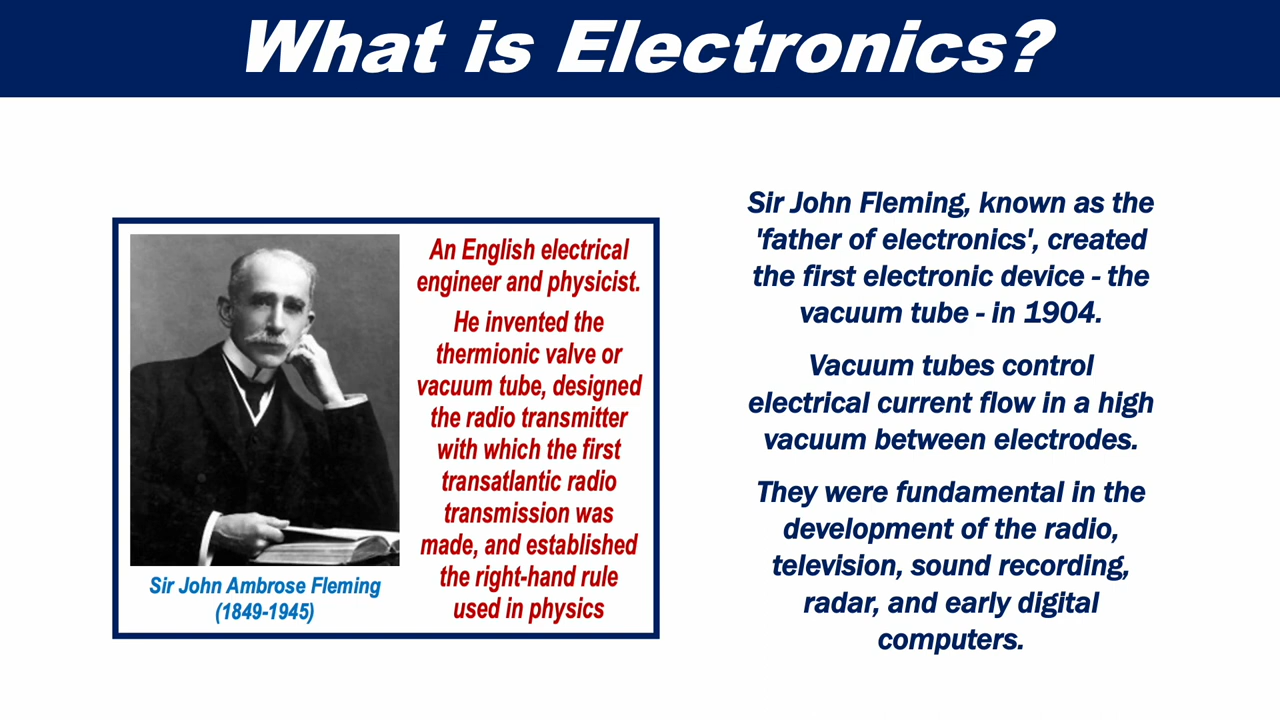 What is Electronics?
An English electrical
engineer and physicist.
He invented the
thermionic valve or
vacuum tube, designed
the radio transmitter
with which the first
transatlantic radio
transmission was
made, and established
the right-hand rule
used in physics
Sir John Ambrose Fleming
(1849-1945)
Sir John Fleming, known as the
'father of electronics', created
the first electronic device - the
vacuum tube - in 1904.
Vacuum tubes control
electrical current flow in a high
vacuum between electrodes.
They were fundamental in the
development of the radio,
television, sound recording,
radar, and early digital
computers.